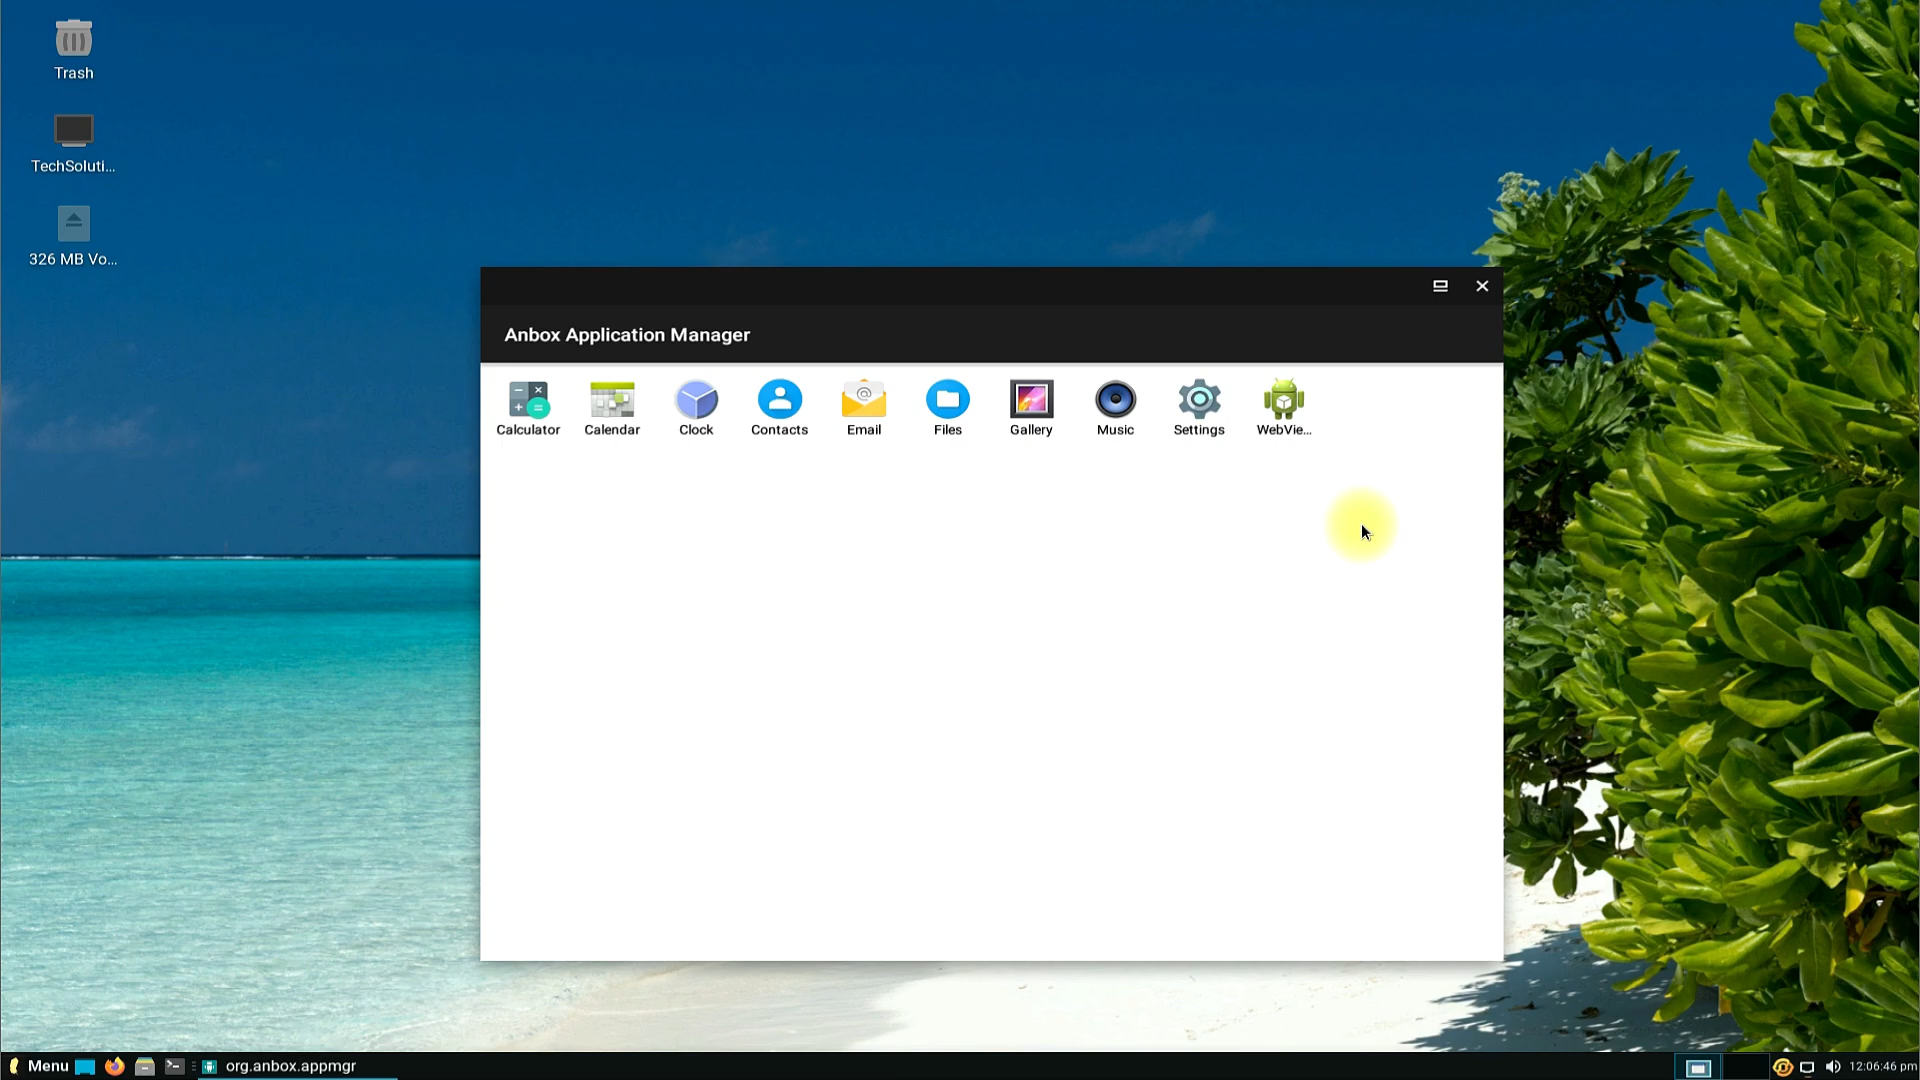 Trash
TechSoluti...
326 MB Vo...
Anbox Application Manager
Calculator
Calendar
Clock
Contacts
Email
Files
Gallery
Music
Settings
WebVie...
Menu
org.anbox.appmgr
12:06:46 pm